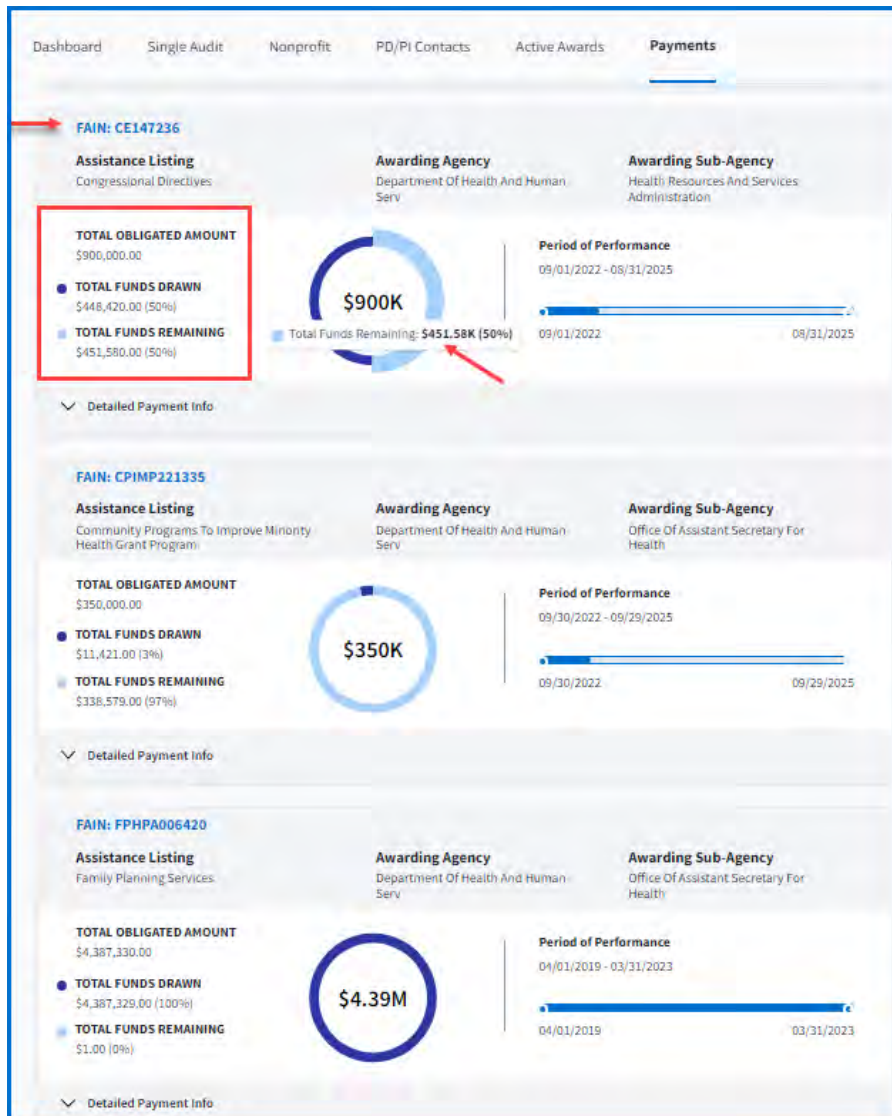 Dashboard Single Audit Nonprofit PD/PI Contacts Active Awards Payments
FAIN: CE147236
Assistance Listing Awarding Agency Awarding Sub-Agency
Congressional Directives Department Of Health And Human Serv Health Resources And Services Administration
TOTAL OBLIGATED AMOUNT
$900,000.00
TOTAL FUNDS DRAWN
$448,420.00 (50%)
TOTAL FUNDS REMAINING
$451,580.00 (50%)
$900K
Total Funds Remaining: $451.58K (50%)
Period of Performance
09/01/2022 - 08/31/2025
09/01/2022 08/31/2025
Detailed Payment Info
FAIN: CPIMP221335
Assistance Listing Awarding Agency Awarding Sub-Agency
Community Programs To Improve Minority Health Grant Program Department Of Health And Human Serv Office Of Assistant Secretary For Health
TOTAL OBLIGATED AMOUNT
$350,000.00
TOTAL FUNDS DRAWN
$11,421.00 (3%)
TOTAL FUNDS REMAINING
$338,579.00 (97%)
$350K
Period of Performance
09/30/2022 - 09/29/2025
09/30/2022 09/29/2025
Detailed Payment Info
FAIN: FPHPA006420
Assistance Listing Awarding Agency Awarding Sub-Agency
Family Planning Services Department Of Health And Human Serv Office Of Assistant Secretary For Health
TOTAL OBLIGATED AMOUNT
$4,387,330.00
TOTAL FUNDS DRAWN
$4,387,329.00 (100%)
TOTAL FUNDS REMAINING
$1.00 (0%)
$4.39M
Period of Performance
04/01/2019 - 03/31/2023
04/01/2019 03/31/2023
Detailed Payment Info